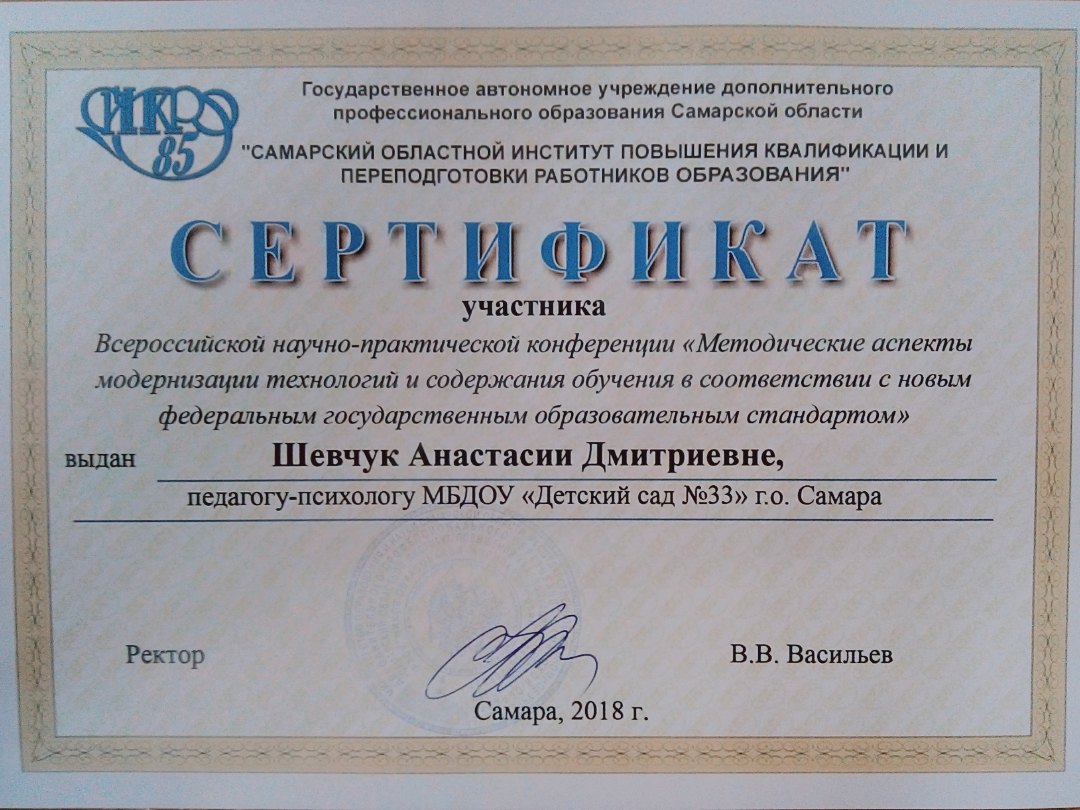 СИПКРО
85
Государственное автономное учреждение дополнительного
профессионального образования Самарской области
"САМАРСКИЙ ОБЛАСТНОЙ ИНСТИТУТ ПОВЫШЕНИЯ КВАЛИФИКАЦИИ И
ПЕРЕПОДГОТОВКИ РАБОТНИКОВ ОБРАЗОВАНИЯ"
СЕРТИФИКАТ
участника
Всероссийской научно-практической конференции «Методические аспекты
модернизации технологий и содержания обучения в соответствии с новым
федеральным государственным образовательным стандартом»
выдан Шевчук Анастасии Дмитриевне,
педагогу-психологу МБДОУ «Детский сад №33» г.о. Самара
Ректор В.В. Васильев
Самара, 2018 г.